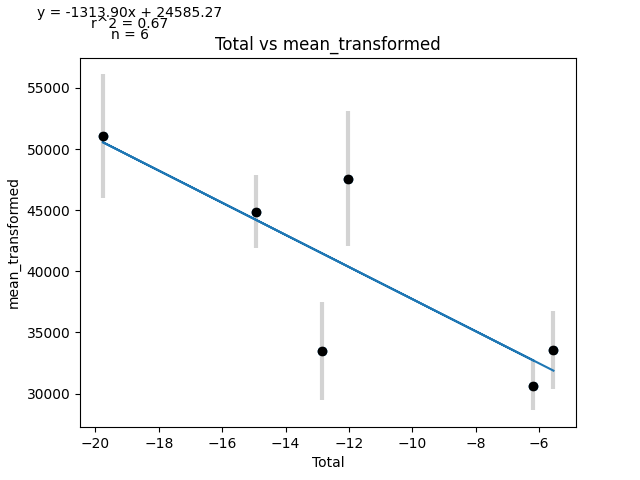 y = -1313.90x + 24585.27
r^2 = 0.67
n = 6
Total vs mean_transformed
55000
50000
45000
40000
35000
30000
mean_transformed
−20
−18
−16
−14
−12
−10
−8
−6
Total